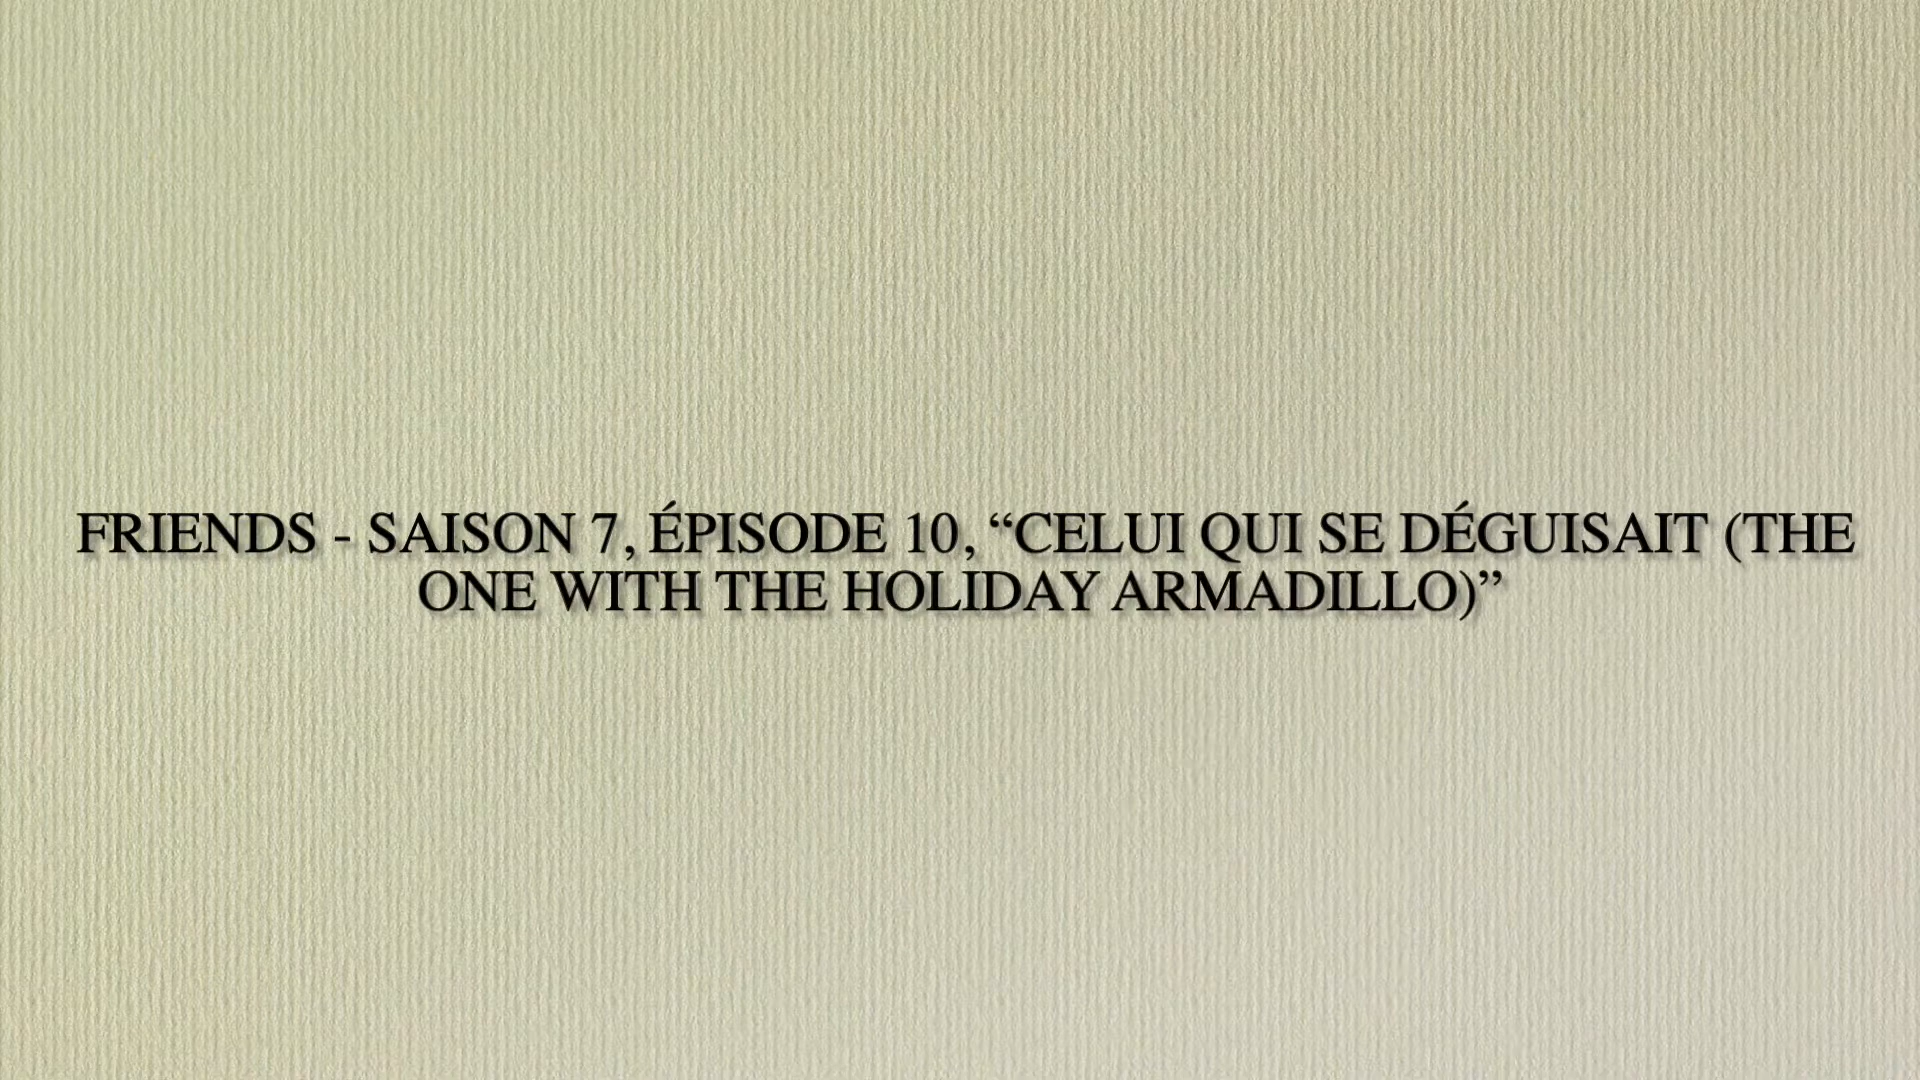 FRIENDS - SAISON 7, ÉPISODE 10, “CELUI QUI SE DÉGUISAIT (THE
ONE WITH THE HOLIDAY ARMADILLO)”